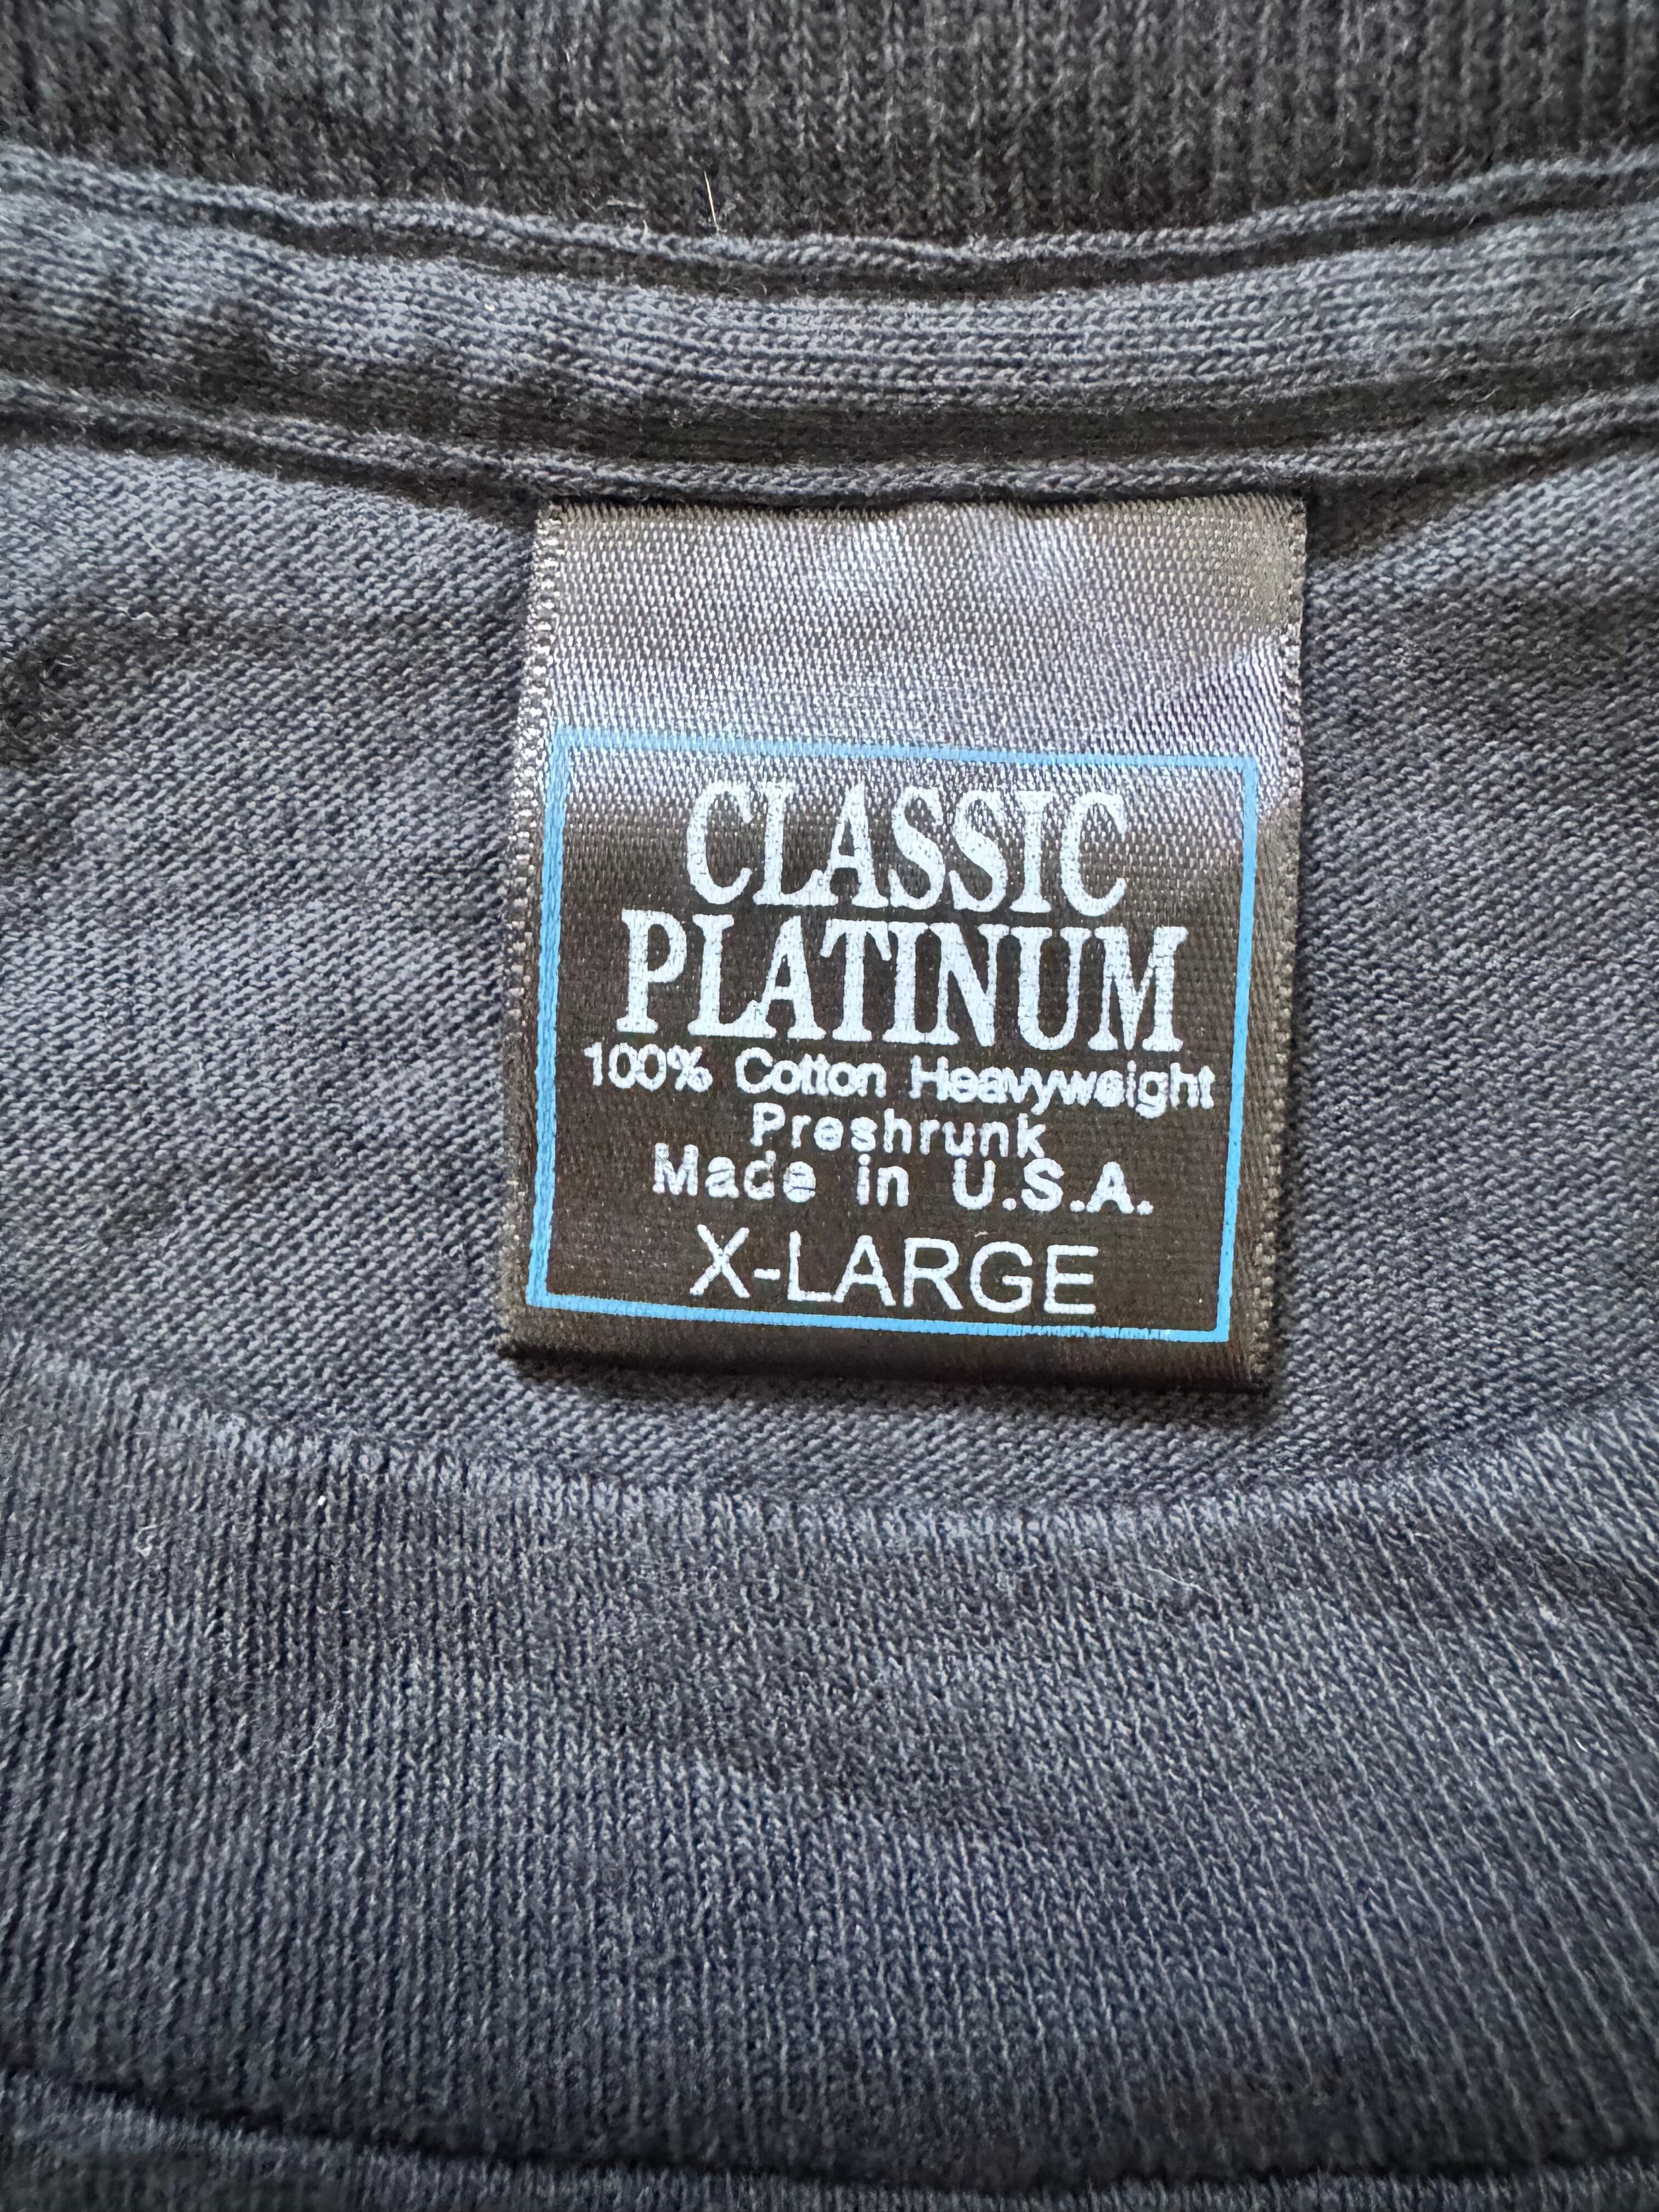 CLASSIC
PLATINUM
100% Cotton Heavyweight
Preshrunk
Made in U.S.A.
X-LARGE